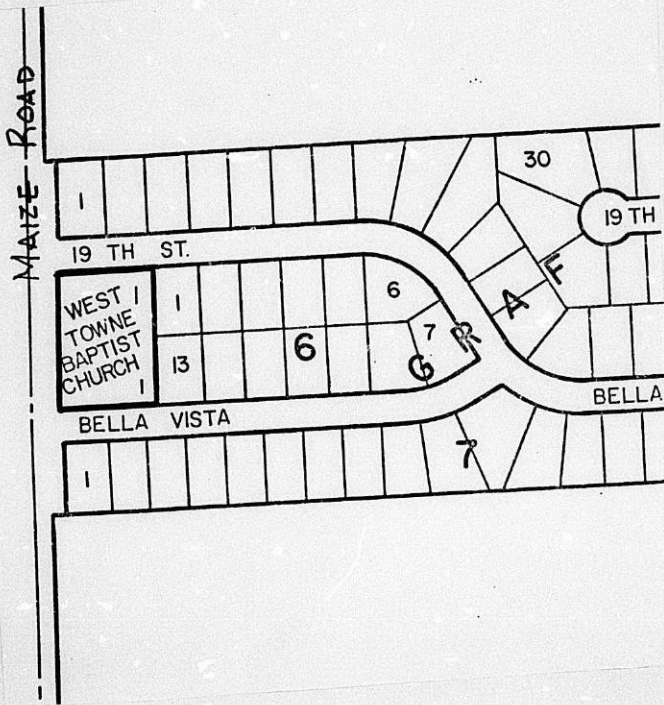 MAIZE ROAD
30
1
19 TH
19 TH ST.
WEST 1
TOWNE
BAPTIST
CHURCH
1
1
6
13
6
7
GRAF
BELLA VISTA
BELLA
1
7